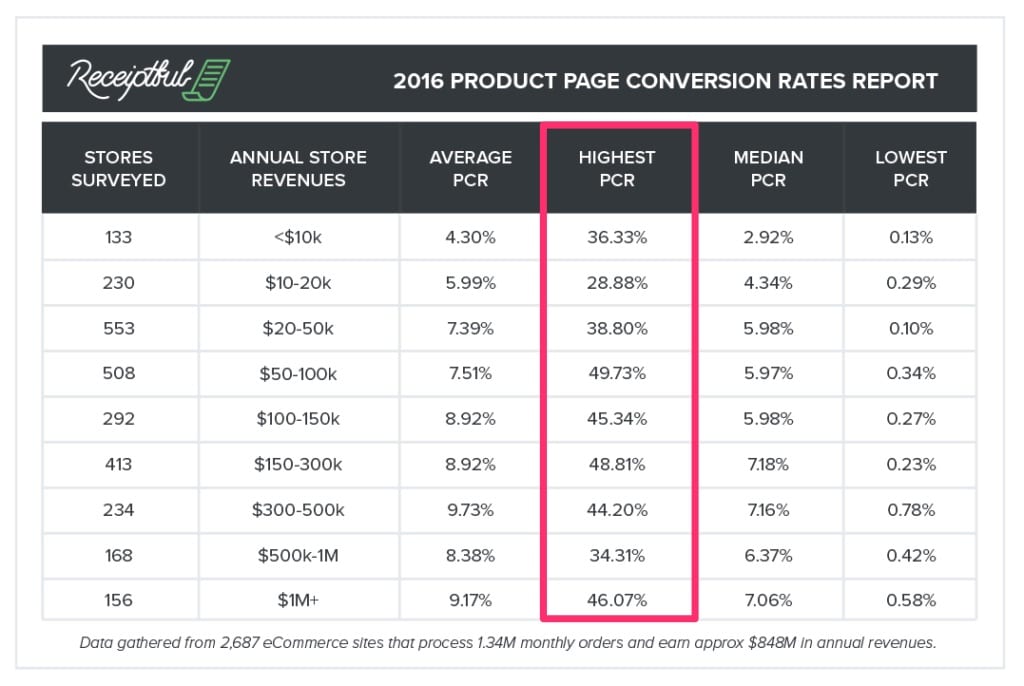 Receiptful
2016 PRODUCT PAGE CONVERSION RATES REPORT
STORES SURVEYED ANNUAL STORE REVENUES AVERAGE PCR HIGHEST PCR MEDIAN PCR LOWEST PCR
133 <$10k 4.30% 36.33% 2.92% 0.13%
230 $10-20k 5.99% 28.88% 4.34% 0.29%
553 $20-50k 7.39% 38.80% 5.98% 0.10%
508 $50-100k 7.51% 49.73% 5.97% 0.34%
292 $100-150k 8.92% 45.34% 5.98% 0.27%
413 $150-300k 8.92% 48.81% 7.18% 0.23%
234 $300-500k 9.73% 44.20% 7.16% 0.78%
168 $500k-1M 8.38% 34.31% 6.37% 0.42%
156 $1M+ 9.17% 46.07% 7.06% 0.58%
Data gathered from 2,687 eCommerce sites that process 1.34M monthly orders and earn approx $848M in annual revenues.